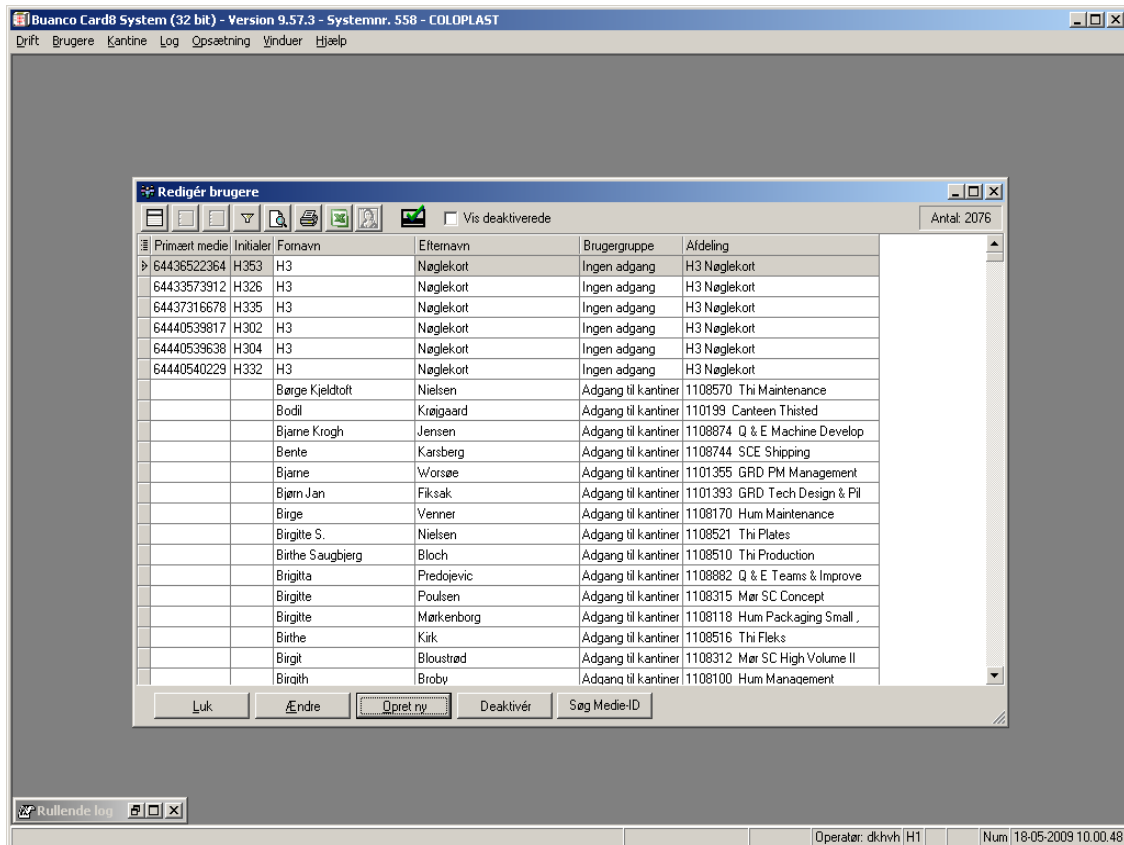 Buanco Card8 System (32 bit) - Version 9.57.3 - Systemnr. 558 - COLOPLAST
Drift Brugere Kantine Log Opsætning Vinduer Hjælp
Redigér brugere
Vis deaktiverede Antal: 2076
Primært medie Initialer Fornavn Efternavn Brugergruppe Afdeling
64436522364 H353 H3 Nøglekort Ingen adgang H3 Nøglekort
64433573912 H326 H3 Nøglekort Ingen adgang H3 Nøglekort
64437316678 H335 H3 Nøglekort Ingen adgang H3 Nøglekort
64440539817 H302 H3 Nøglekort Ingen adgang H3 Nøglekort
64440539638 H304 H3 Nøglekort Ingen adgang H3 Nøglekort
64440540229 H332 H3 Nøglekort Ingen adgang H3 Nøglekort
Børge Kjeldtoft Nielsen Adgang til kantiner 1108570 Thi Maintenance
Bodil Krøjgaard Adgang til kantiner 110199 Canteen Thisted
Bjarne Krogh Jensen Adgang til kantiner 1108874 Q & E Machine Develop
Bente Karsberg Adgang til kantiner 1108744 SCE Shipping
Bjarne Worsøe Adgang til kantiner 1101355 GRD PM Management
Bjørn Jan Fiksak Adgang til kantiner 1101393 GRD Tech Design & Pil
Birge Venner Adgang til kantiner 1108170 Hum Maintenance
Birgitte S. Nielsen Adgang til kantiner 1108521 Thi Plates
Birthe Saugbjerg Bloch Adgang til kantiner 1108510 Thi Production
Brigitta Predojevic Adgang til kantiner 1108882 Q & E Teams & Improve
Birgitte Poulsen Adgang til kantiner 1108315 Mør SC Concept
Birgitte Mørkenborg Adgang til kantiner 1108118 Hum Packaging Small ,
Birthe Kirk Adgang til kantiner 1108516 Thi Fleks
Birgit Bloustrød Adgang til kantiner 1108312 Mør SC High Volume II
Birgith Broby Adgang til kantiner 1108100 Hum Management
Luk Ændre Opret ny Deaktivér Søg Medie-ID
Rullende log
Operatør: dkhvh H1 Num 18-05-2009 10.00.48